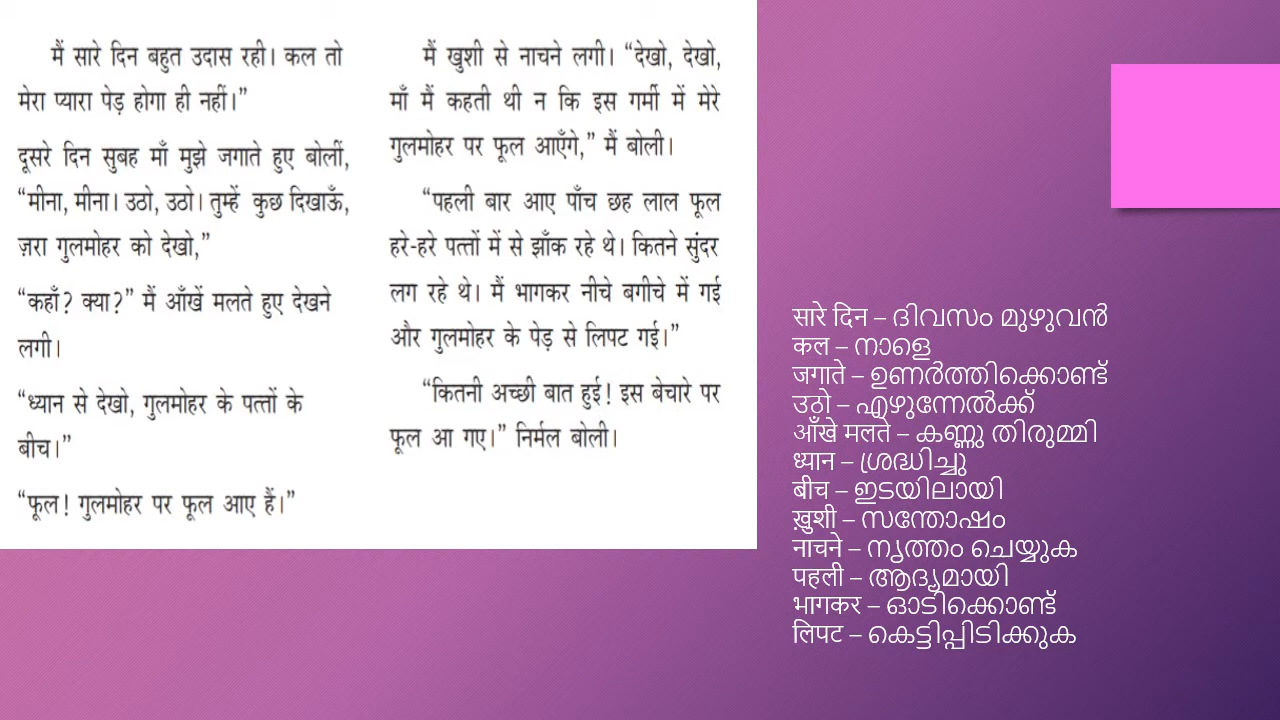 मैं सारे दिन बहुत उदास रही। कल तो
मेरा प्यारा पेड़ होगा ही नहीं।”
दूसरे दिन सुबह माँ मुझे जगाते हुए बोलीं,
“मीना, मीना। उठो, उठो। तुम्हें कुछ दिखाऊँ,
ज़रा गुलमोहर को देखो,”
“कहाँ? क्या?” मैं आँखें मलते हुए देखने
लगी।
“ध्यान से देखो, गुलमोहर के पत्तों के
बीच।”
“फूल! गुलमोहर पर फूल आए हैं।”
मैं खुशी से नाचने लगी। “देखो, देखो,
माँ मैं कहती थी न कि इस गर्मी में मेरे
गुलमोहर पर फूल आएँगे,” मैं बोली।
“पहली बार आए पाँच छह लाल फूल
हरे-हरे पत्तों में से झाँक रहे थे। कितने सुंदर
लग रहे थे। मैं भागकर नीचे बगीचे में गई
और गुलमोहर के पेड़ से लिपट गई।”
“कितनी अच्छी बात हुई! इस बेचारे पर
फूल आ गए।” निर्मल बोली।
सारे दिन – ദിവസം മുഴുവൻ
कल – നാളെ
जगाते – ഉണർത്തിക്കൊണ്ട്
उठो – എഴുന്നേൽക്ക്
आँखे मलते – കണ്ണു തിരുമ്മി
ध्यान – ശ്രദ്ധിച്ചു
बीच – ഇടയിലായി
ख़ुशी – സന്തോഷം
नाचने – നൃത്തം ചെയ്യുക
पहली – ആദ്യമായി
भागकर – ഓടിക്കൊണ്ട്
लिपट – കെട്ടിപ്പിടിക്കുക